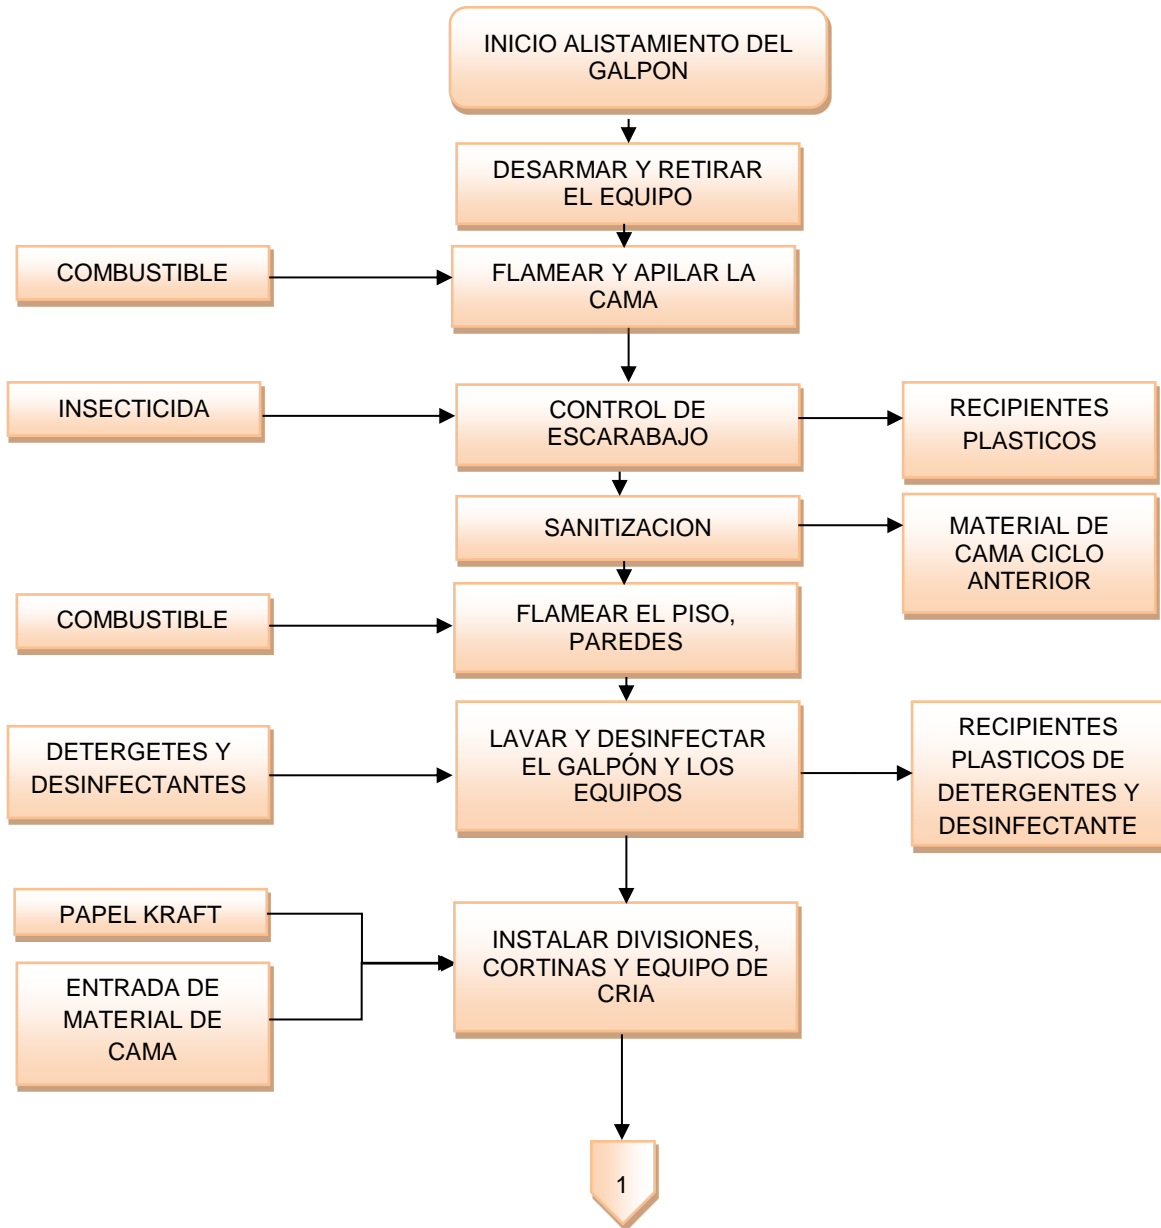 INICIO ALISTAMIENTO DEL
GALPON
DESARMAR Y RETIRAR
EL EQUIPO
COMBUSTIBLE
FLAMEAR Y APILAR LA
CAMA
INSECTICIDA
CONTROL DE
ESCARABAJO
RECIPIENTES
PLASTICOS
SANITIZACION
MATERIAL DE
CAMA CICLO
ANTERIOR
COMBUSTIBLE
FLAMEAR EL PISO,
PAREDES
DETERGETES Y
DESINFECTANTES
LAVAR Y DESINFECTAR
EL GALPÓN Y LOS
EQUIPOS
RECIPIENTES
PLASTICOS DE
DETERGENTES Y
DESINFECTANTE
PAPEL KRAFT
ENTRADA DE
MATERIAL DE
CAMA
INSTALAR DIVISIONES,
CORTINAS Y EQUIPO DE
CRIA
1